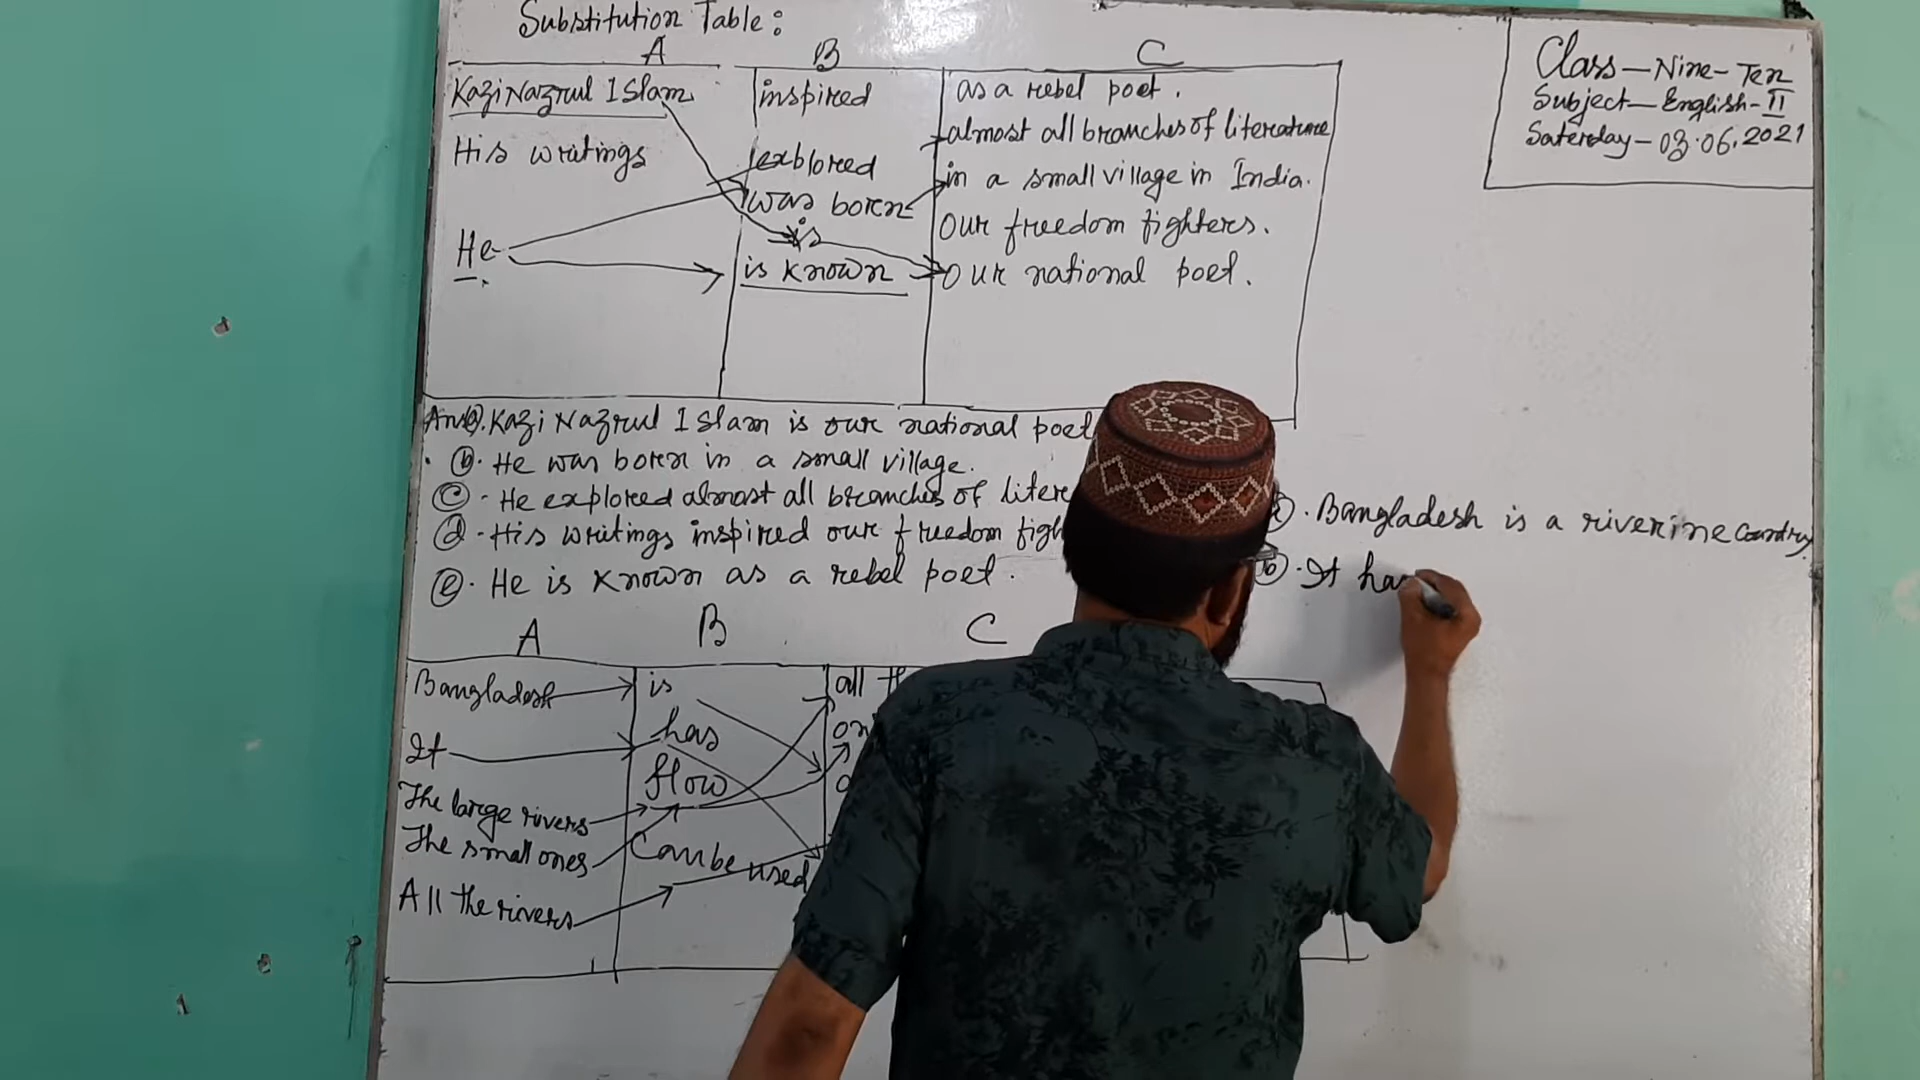 Substitution Table:
A B C
Kazi Nazrul Islam inspired as a rebel poet.
almost all branches of literature
His writings explored in a small village in India.
was born our freedom fighters.
is
He is known our national poet.
Class - Nine - Ten
Subject - English - II
Saterday - 03.06.2021
Ans a. Kazi Nazrul Islam is our national poet
b. He was born in a small village.
c. He explored almost all branches of litere
d. His writings inspired our freedom figh
e. He is known as a rebel poet.
Bangladesh is a riverine country.
b. It has
A B C
Bangladesh is all
It has
flow
The large rivers
The small ones Can be used
All the rivers